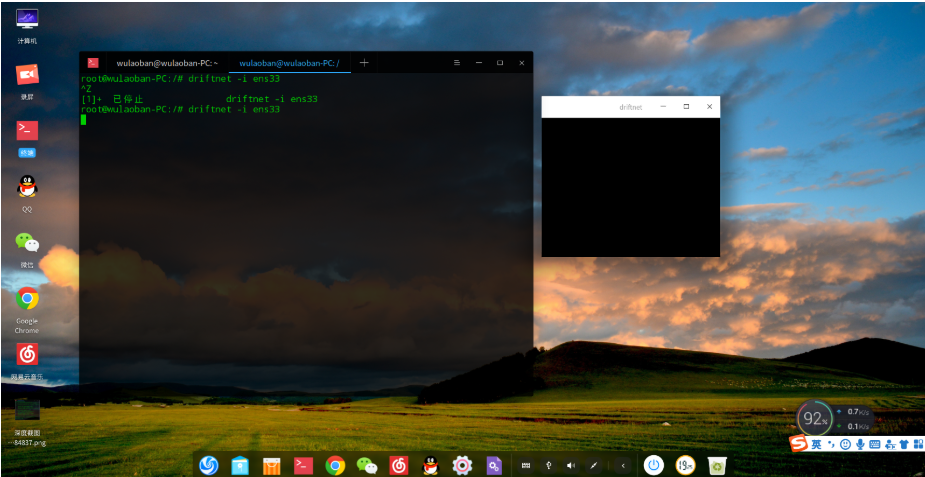 计算机
录屏
终端
QQ
微信
Google
Chrome
网易云音乐
深度截图
...84837.png
wulaoban@wulaoban-PC: ~
wulaoban@wulaoban-PC: /
root@wulaoban-PC:/# driftnet -i ens33
^Z
[1]+ 已停止 driftnet -i ens33
root@wulaoban-PC:/# driftnet -i ens33
driftnet
92%
+ 0.7K/s
+ 0.1K/s
英
19